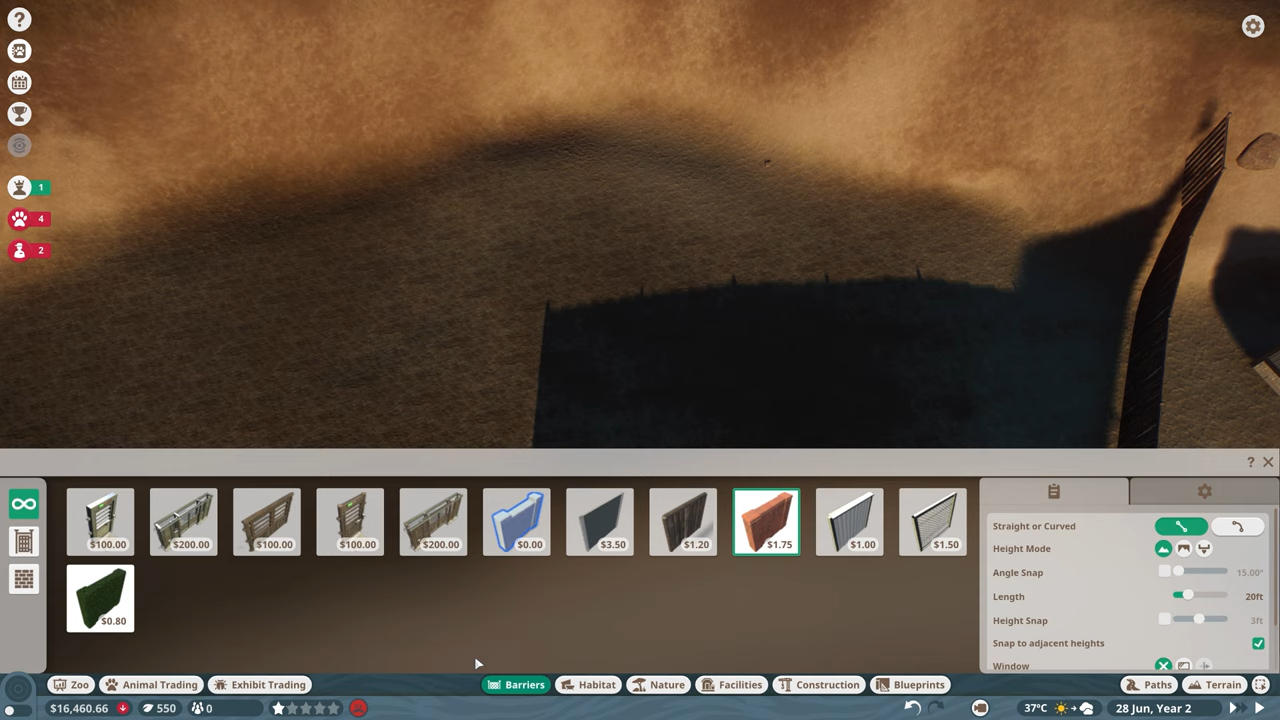 ?
1
4
2
?
$100.00 $200.00 $100.00 $100.00 $200.00 $0.00 $3.50 $1.20 $1.75 $1.00 $1.50
$0.80
Straight or Curved
Height Mode
Angle Snap 15.00°
Length 20ft
Height Snap 3ft
Snap to adjacent heights
Window
Zoo Animal Trading Exhibit Trading Barriers Habitat Nature Facilities Construction Blueprints Paths Terrain
$16,460.66 550 0 37°C 28 Jun, Year 2